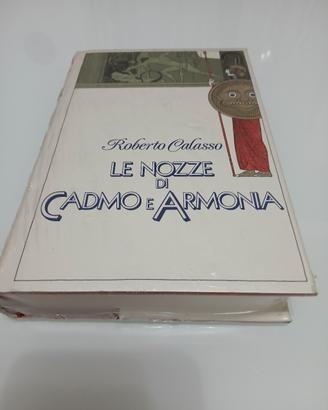 Roberto Calasso
LE NOZZE
DI
CADMO E ARMONIA